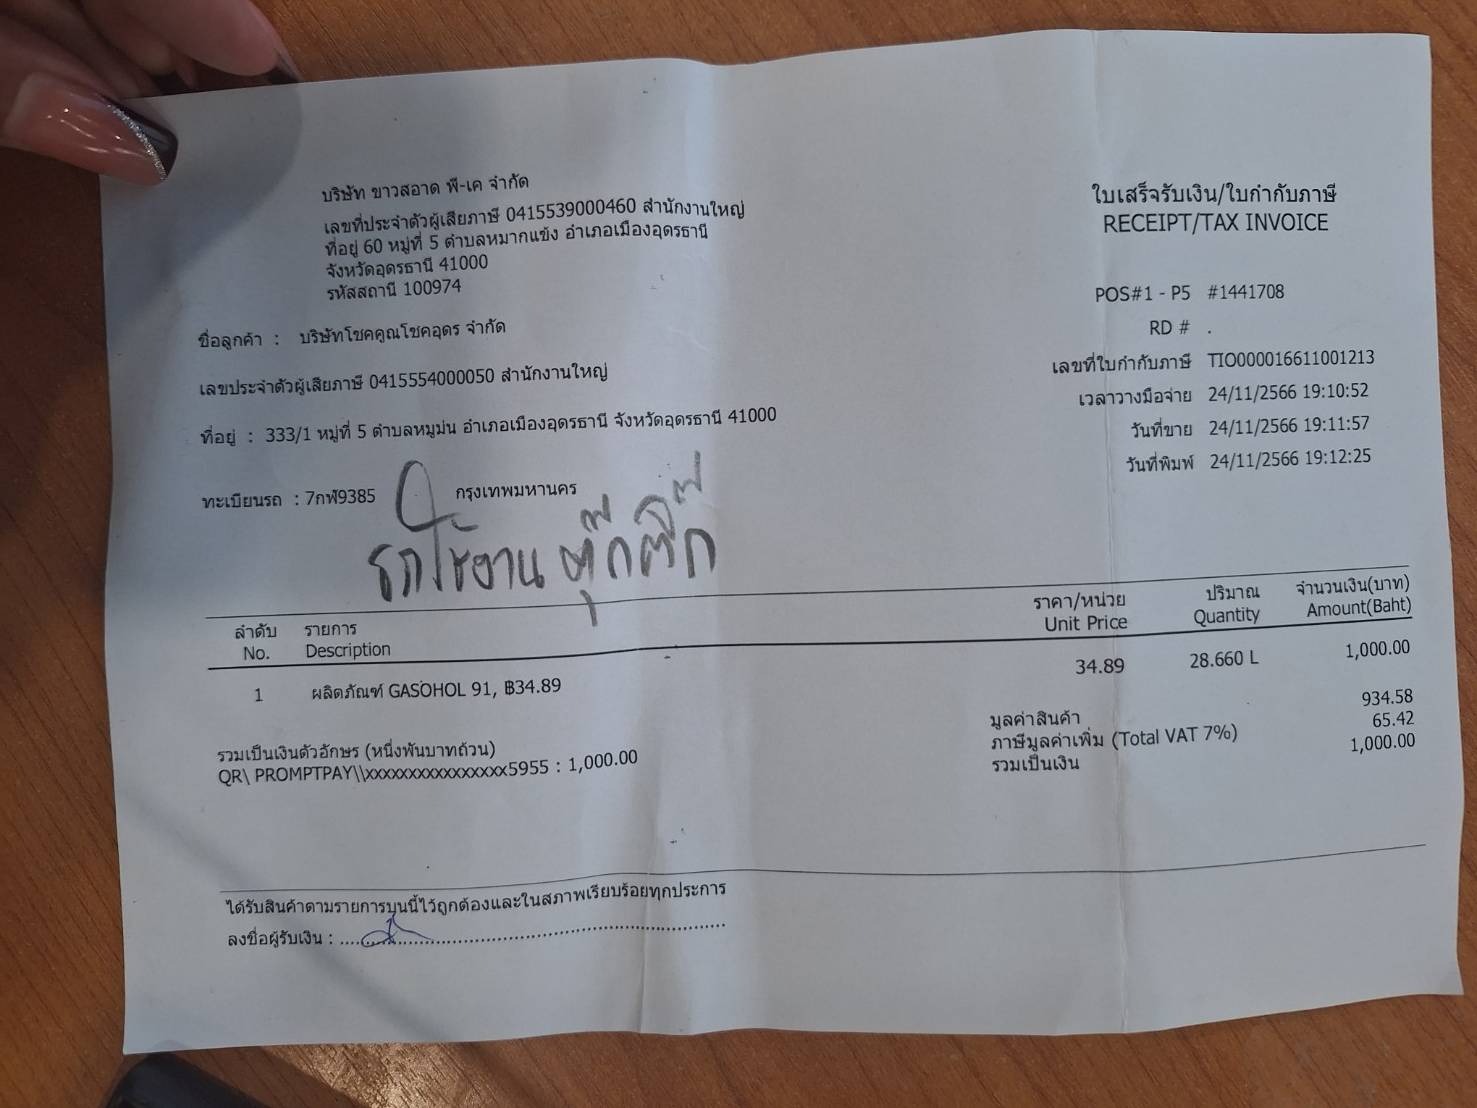 บริษัท ขาวสอาด พี-เค จำกัด
เลขที่ประจำตัวผู้เสียภาษี 0415539000460 สำนักงานใหญ่
ที่อยู่ 60 หมู่ที่ 5 ตำบลหมากแข้ง อำเภอเมืองอุดรธานี
จังหวัดอุดรธานี 41000
รหัสสถานี 100974
ใบเสร็จรับเงิน/ใบกำกับภาษี
RECEIPT/TAX INVOICE
POS#1 - P5 #1441708
RD # .
เลขที่ใบกำกับภาษี TIO000016611001213
เวลาวางมือจ่าย 24/11/2566 19:10:52
วันที่ขาย 24/11/2566 19:11:57
วันที่พิมพ์ 24/11/2566 19:12:25
ชื่อลูกค้า : บริษัทโชคคูณโชคอุดร จำกัด
เลขประจำตัวผู้เสียภาษี 0415554000050 สำนักงานใหญ่
ที่อยู่ : 333/1 หมู่ที่ 5 ตำบลหมูม่น อำเภอเมืองอุดรธานี จังหวัดอุดรธานี 41000
ทะเบียนรถ : 7กฬ9385 กรุงเทพมหานคร
รถใช้งาน ตุ๊กติ๊ก
ลำดับ รายการ ราคา/หน่วย ปริมาณ จำนวนเงิน(บาท)
No. Description Unit Price Quantity Amount(Baht)
1 ผลิตภัณฑ์ GASOHOL 91, ฿34.89 34.89 28.660 L 1,000.00
มูลค่าสินค้า 934.58
ภาษีมูลค่าเพิ่ม (Total VAT 7%) 65.42
รวมเป็นเงิน 1,000.00
รวมเป็นเงินตัวอักษร (หนึ่งพันบาทถ้วน)
QR\ PROMPTPAY\\xxxxxxxxxxxxxxxx5955 : 1,000.00
ได้รับสินค้าตามรายการบนนี้ไว้ถูกต้องและในสภาพเรียบร้อยทุกประการ
ลงชื่อผู้รับเงิน :